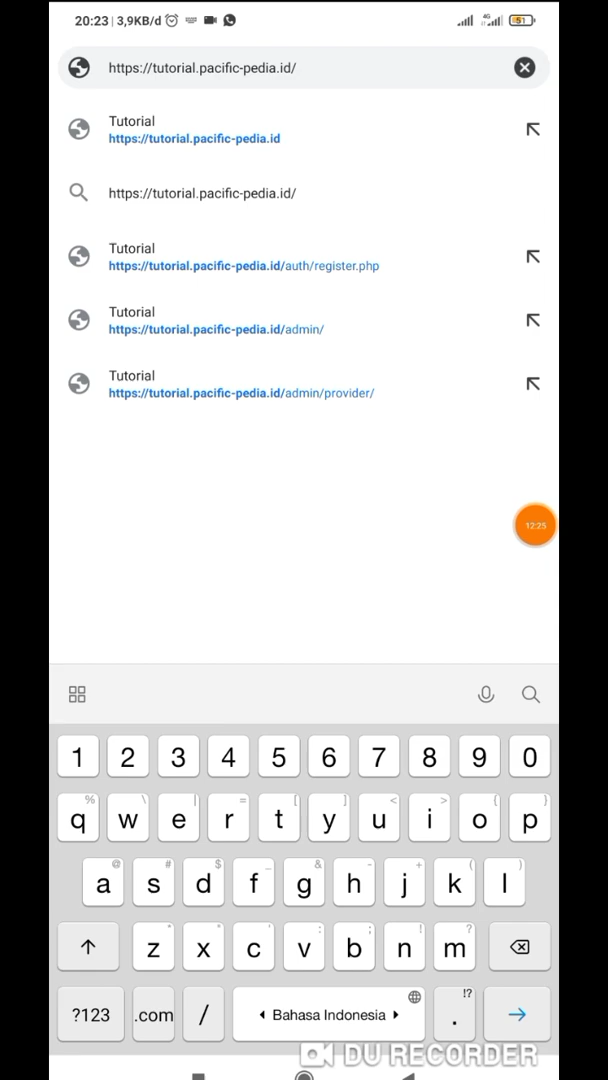 20:23 | 3,9KB/d
4G
51
https://tutorial.pacific-pedia.id/
Tutorial
https://tutorial.pacific-pedia.id
https://tutorial.pacific-pedia.id/
Tutorial
https://tutorial.pacific-pedia.id/auth/register.php
Tutorial
https://tutorial.pacific-pedia.id/admin/
Tutorial
https://tutorial.pacific-pedia.id/admin/provider/
12:25
1 2 3 4 5 6 7 8 9 0
% \ | = [ ] < > { }
q w e r t y u i o p
@ # $ _ & - + ( )
a s d f g h j k l
* " ' : ; ! ?
z x c v b n m
!?
?123 .com / Bahasa Indonesia .
DU RECORDER